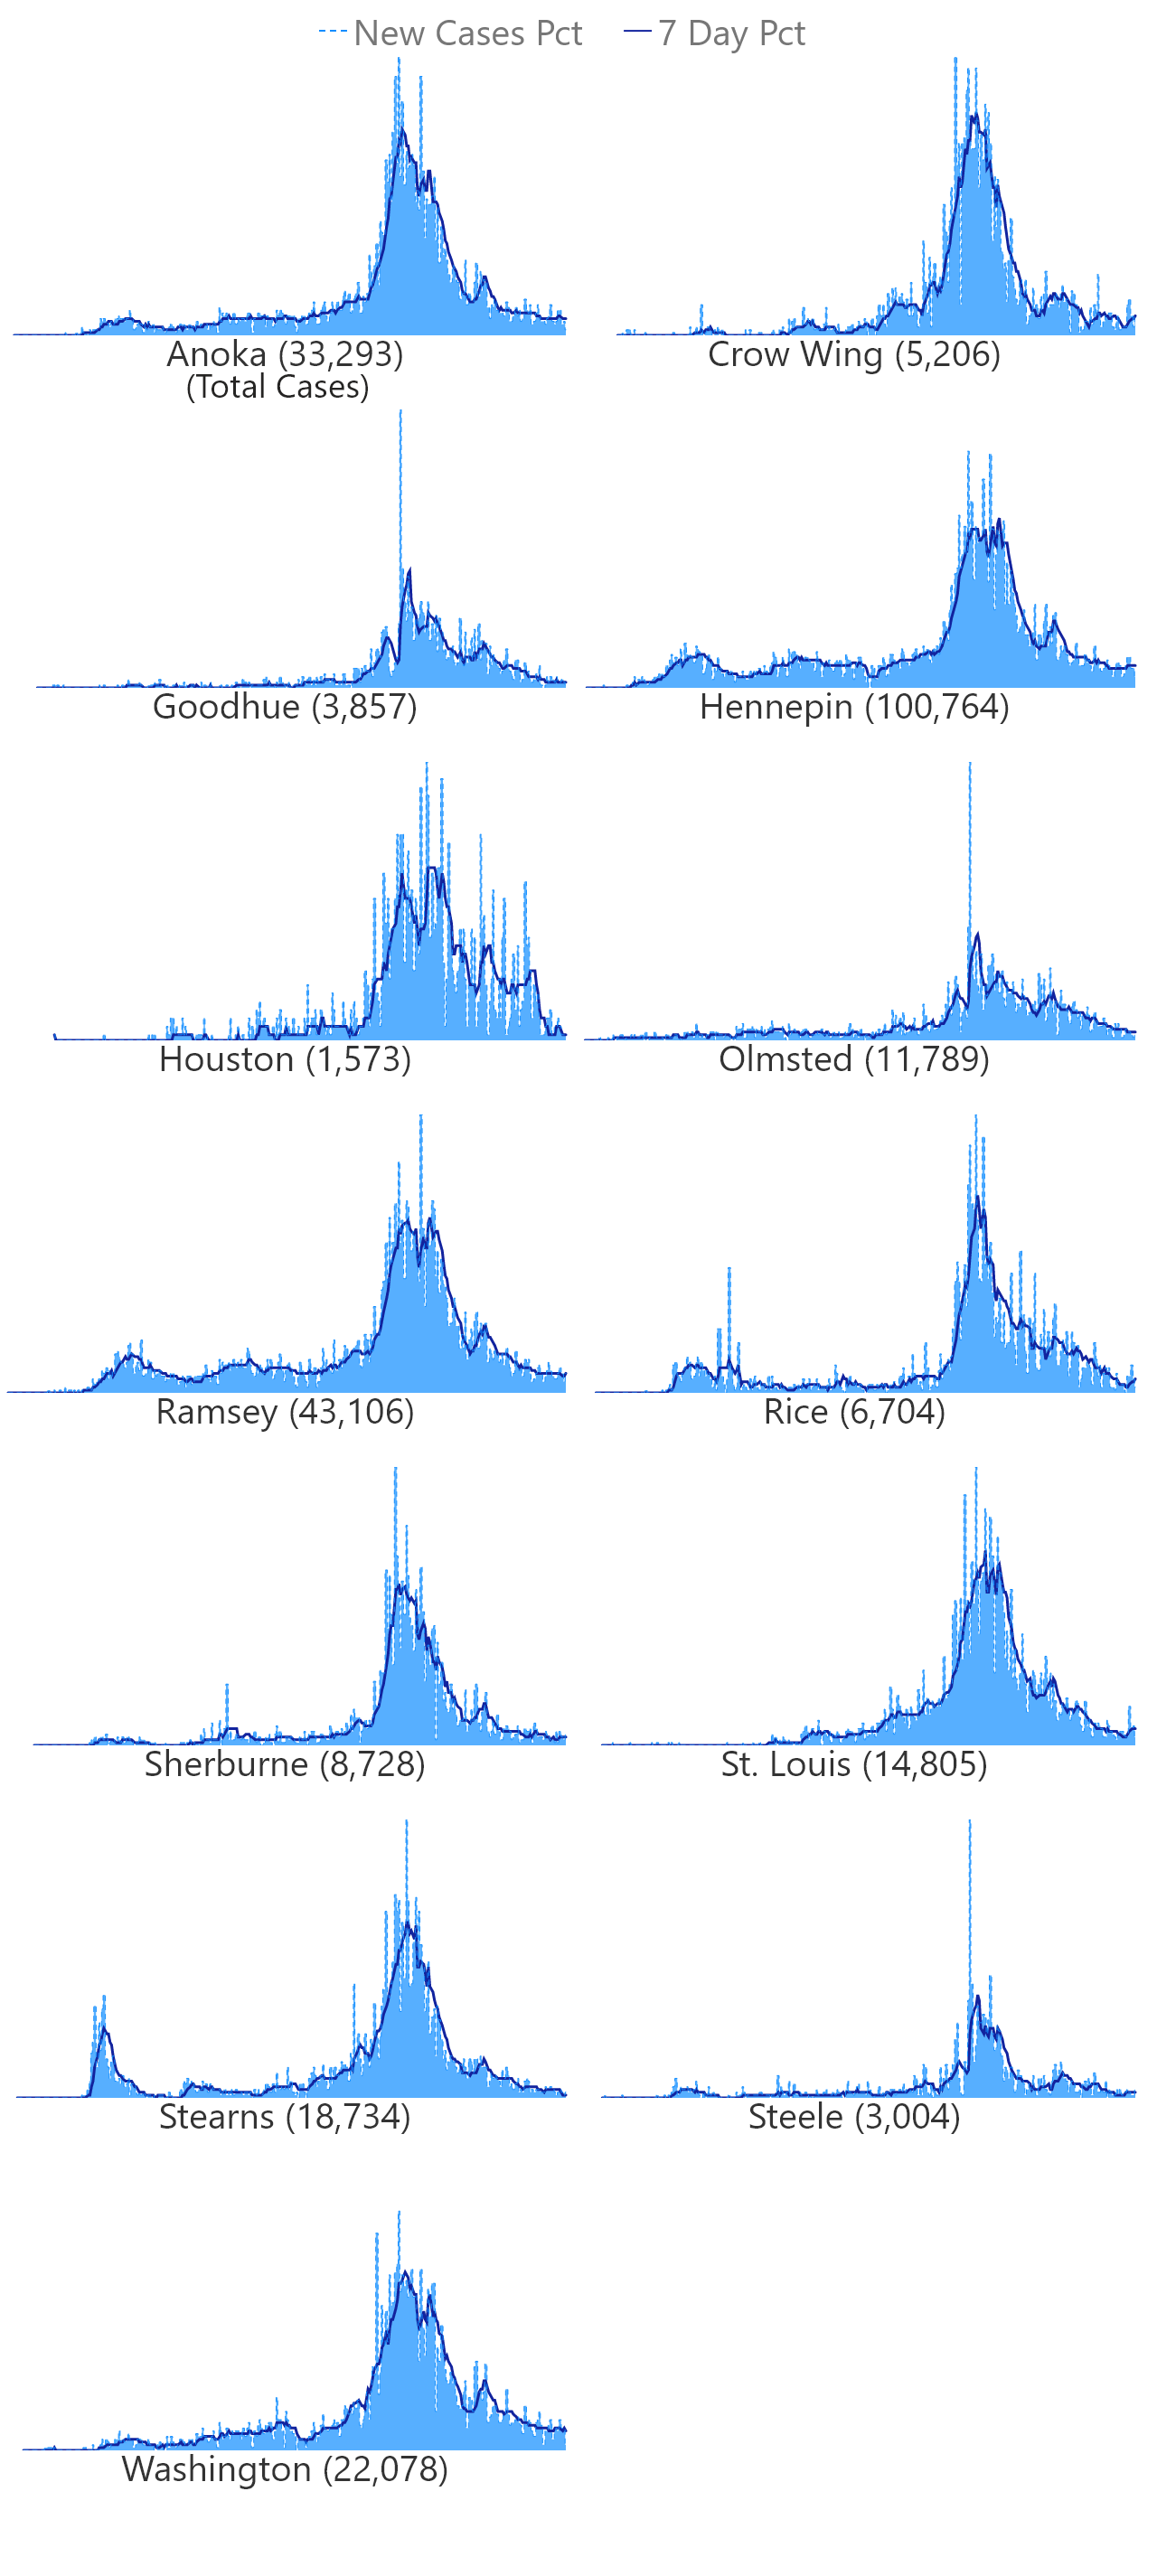 New Cases Pct 7 Day Pct
Anoka (33,293) Crow Wing (5,206)
(Total Cases)
Goodhue (3,857) Hennepin (100,764)
Houston (1,573) Olmsted (11,789)
Ramsey (43,106) Rice (6,704)
Sherburne (8,728) St. Louis (14,805)
Stearns (18,734) Steele (3,004)
Washington (22,078)